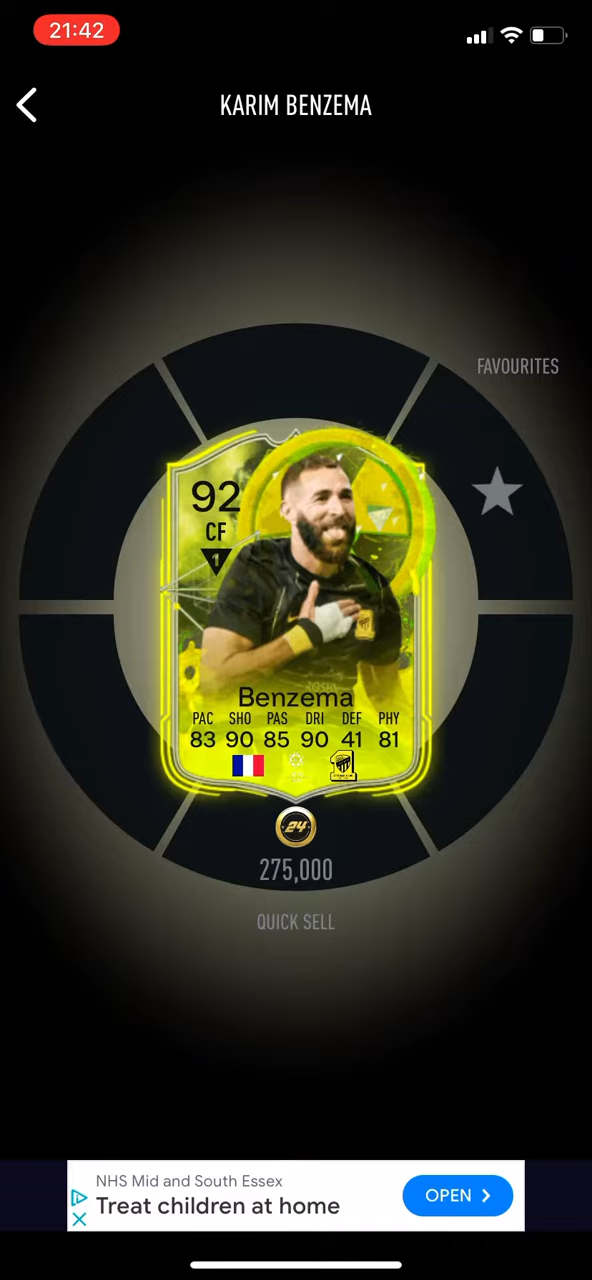 21:42
KARIM BENZEMA
FAVOURITES
92
CF
1
Benzema
PAC SHO PAS DRI DEF PHY
83 90 85 90 41 81
24
275,000
QUICK SELL
NHS Mid and South Essex
Treat children at home
OPEN